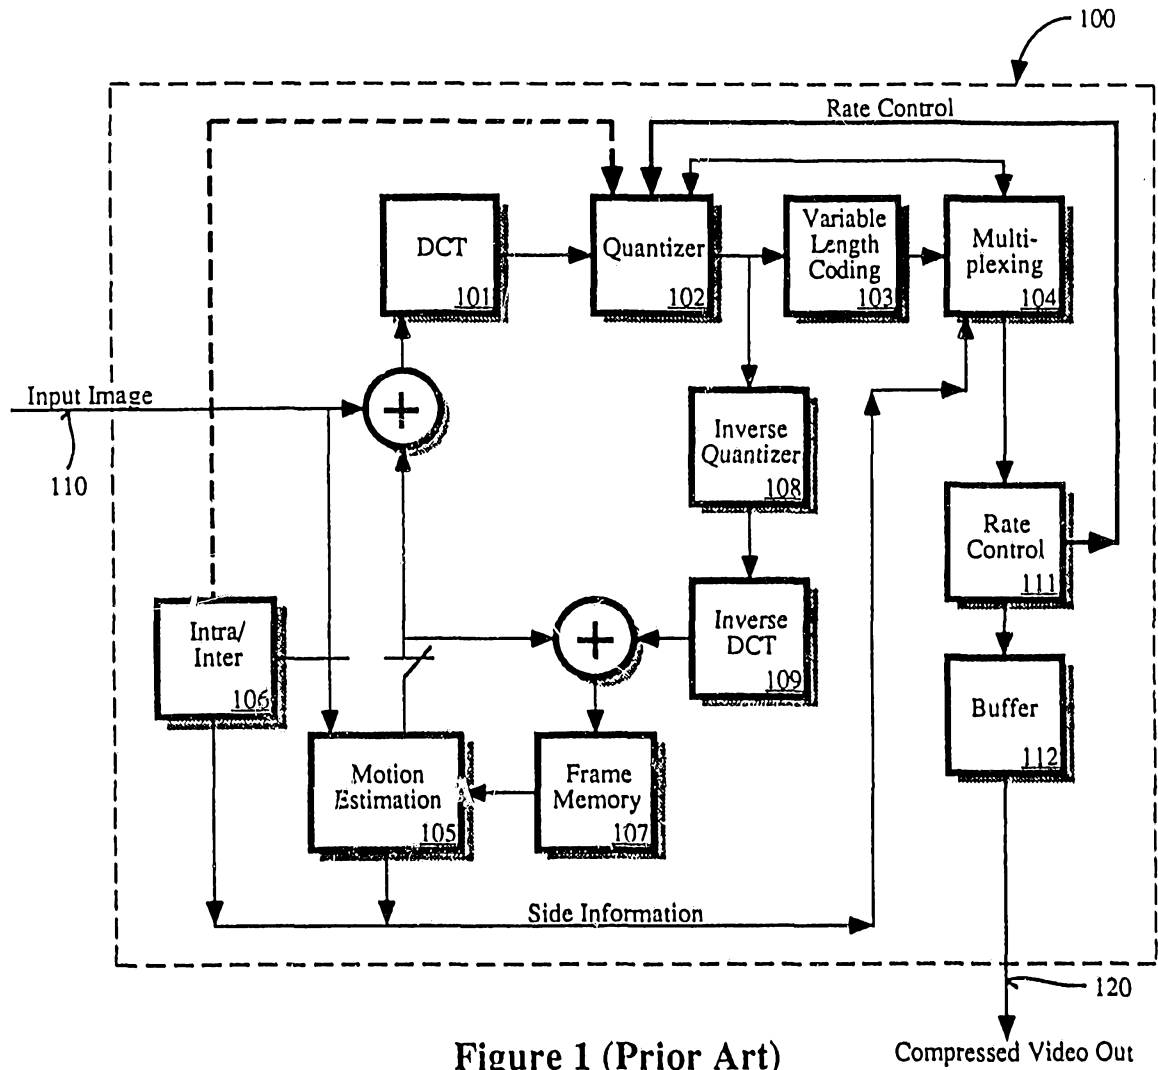 100
Rate Control
DCT
101
Quantizer
102
Variable
Length
Coding
103
Multi-
plexing
104
Input Image
110
Inverse
Quantizer
108
Rate
Control
111
Intra/
Inter
106
+
+
Inverse
DCT
109
Buffer
112
Motion
Estimation
105
Frame
Memory
107
Side Information
120
Figure 1 (Prior Art)
Compressed Video Out